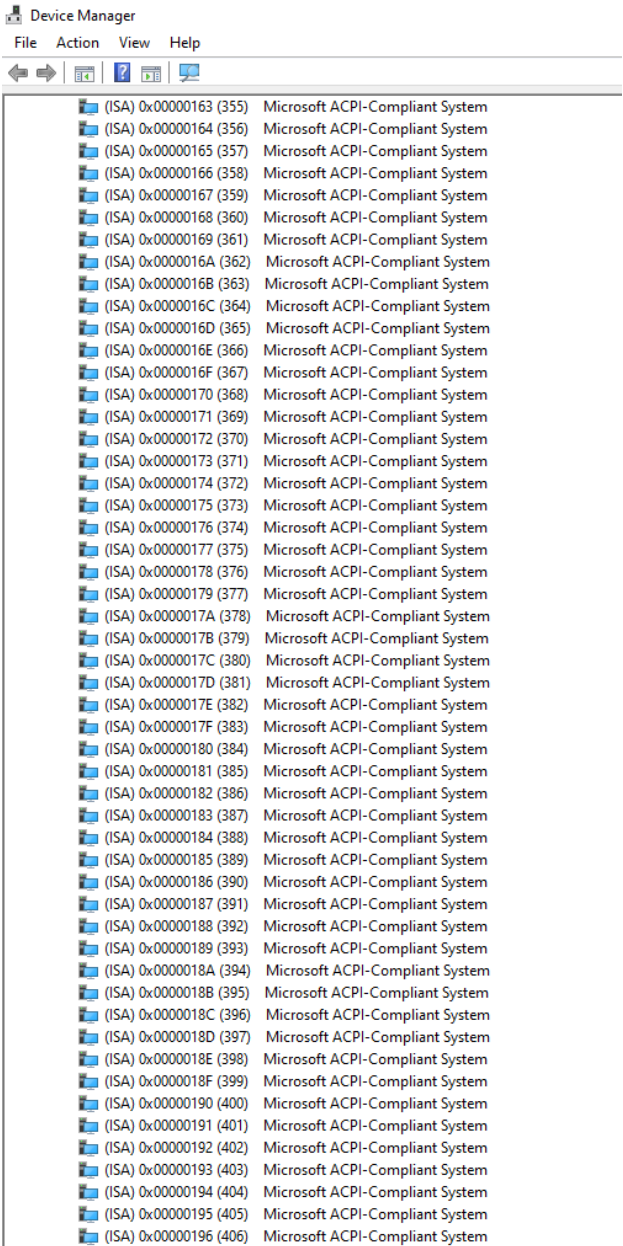 Device Manager
File Action View Help
(ISA) 0x00000163 (355) Microsoft ACPI-Compliant System
(ISA) 0x00000164 (356) Microsoft ACPI-Compliant System
(ISA) 0x00000165 (357) Microsoft ACPI-Compliant System
(ISA) 0x00000166 (358) Microsoft ACPI-Compliant System
(ISA) 0x00000167 (359) Microsoft ACPI-Compliant System
(ISA) 0x00000168 (360) Microsoft ACPI-Compliant System
(ISA) 0x00000169 (361) Microsoft ACPI-Compliant System
(ISA) 0x0000016A (362) Microsoft ACPI-Compliant System
(ISA) 0x0000016B (363) Microsoft ACPI-Compliant System
(ISA) 0x0000016C (364) Microsoft ACPI-Compliant System
(ISA) 0x0000016D (365) Microsoft ACPI-Compliant System
(ISA) 0x0000016E (366) Microsoft ACPI-Compliant System
(ISA) 0x0000016F (367) Microsoft ACPI-Compliant System
(ISA) 0x00000170 (368) Microsoft ACPI-Compliant System
(ISA) 0x00000171 (369) Microsoft ACPI-Compliant System
(ISA) 0x00000172 (370) Microsoft ACPI-Compliant System
(ISA) 0x00000173 (371) Microsoft ACPI-Compliant System
(ISA) 0x00000174 (372) Microsoft ACPI-Compliant System
(ISA) 0x00000175 (373) Microsoft ACPI-Compliant System
(ISA) 0x00000176 (374) Microsoft ACPI-Compliant System
(ISA) 0x00000177 (375) Microsoft ACPI-Compliant System
(ISA) 0x00000178 (376) Microsoft ACPI-Compliant System
(ISA) 0x00000179 (377) Microsoft ACPI-Compliant System
(ISA) 0x0000017A (378) Microsoft ACPI-Compliant System
(ISA) 0x0000017B (379) Microsoft ACPI-Compliant System
(ISA) 0x0000017C (380) Microsoft ACPI-Compliant System
(ISA) 0x0000017D (381) Microsoft ACPI-Compliant System
(ISA) 0x0000017E (382) Microsoft ACPI-Compliant System
(ISA) 0x0000017F (383) Microsoft ACPI-Compliant System
(ISA) 0x00000180 (384) Microsoft ACPI-Compliant System
(ISA) 0x00000181 (385) Microsoft ACPI-Compliant System
(ISA) 0x00000182 (386) Microsoft ACPI-Compliant System
(ISA) 0x00000183 (387) Microsoft ACPI-Compliant System
(ISA) 0x00000184 (388) Microsoft ACPI-Compliant System
(ISA) 0x00000185 (389) Microsoft ACPI-Compliant System
(ISA) 0x00000186 (390) Microsoft ACPI-Compliant System
(ISA) 0x00000187 (391) Microsoft ACPI-Compliant System
(ISA) 0x00000188 (392) Microsoft ACPI-Compliant System
(ISA) 0x00000189 (393) Microsoft ACPI-Compliant System
(ISA) 0x0000018A (394) Microsoft ACPI-Compliant System
(ISA) 0x0000018B (395) Microsoft ACPI-Compliant System
(ISA) 0x0000018C (396) Microsoft ACPI-Compliant System
(ISA) 0x0000018D (397) Microsoft ACPI-Compliant System
(ISA) 0x0000018E (398) Microsoft ACPI-Compliant System
(ISA) 0x0000018F (399) Microsoft ACPI-Compliant System
(ISA) 0x00000190 (400) Microsoft ACPI-Compliant System
(ISA) 0x00000191 (401) Microsoft ACPI-Compliant System
(ISA) 0x00000192 (402) Microsoft ACPI-Compliant System
(ISA) 0x00000193 (403) Microsoft ACPI-Compliant System
(ISA) 0x00000194 (404) Microsoft ACPI-Compliant System
(ISA) 0x00000195 (405) Microsoft ACPI-Compliant System
(ISA) 0x00000196 (406) Microsoft ACPI-Compliant System